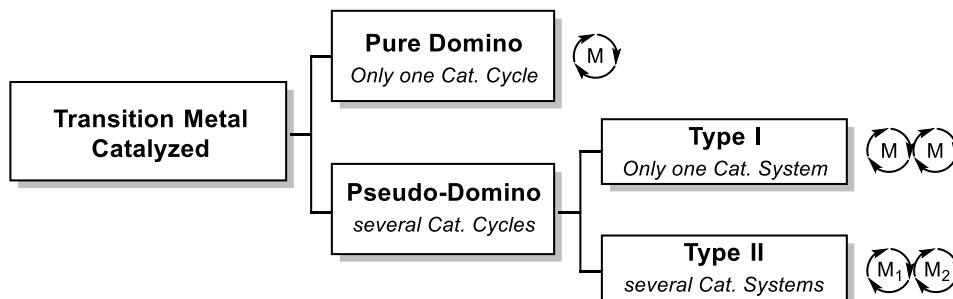 Transition Metal
Catalyzed
Pure Domino
Only one Cat. Cycle
M
Pseudo-Domino
several Cat. Cycles
Type I
Only one Cat. System
M M
Type II
several Cat. Systems
M₁ M₂